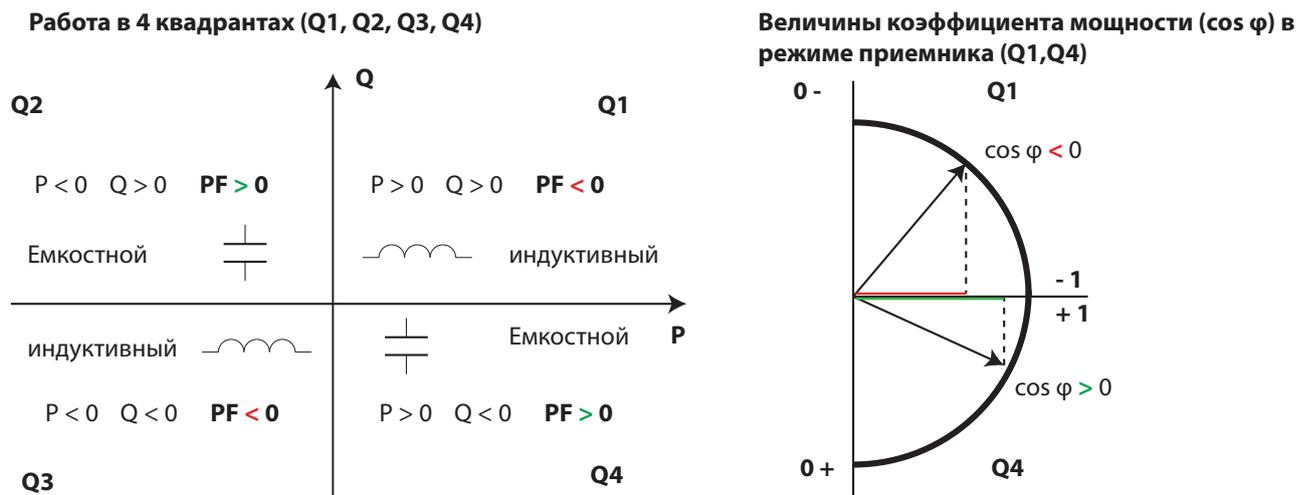 Работа в 4 квадрантах (Q1, Q2, Q3, Q4)
Q
Q2
Q1
P < 0 Q > 0 PF > 0
P > 0 Q > 0 PF < 0
Емкостной
индуктивный
индуктивный
Емкостной
P
P < 0 Q < 0 PF < 0
P > 0 Q < 0 PF > 0
Q3
Q4
Величины коэффициента мощности (cos φ) в
режиме приемника (Q1,Q4)
0 -
Q1
cos φ < 0
- 1
+ 1
cos φ > 0
0 +
Q4